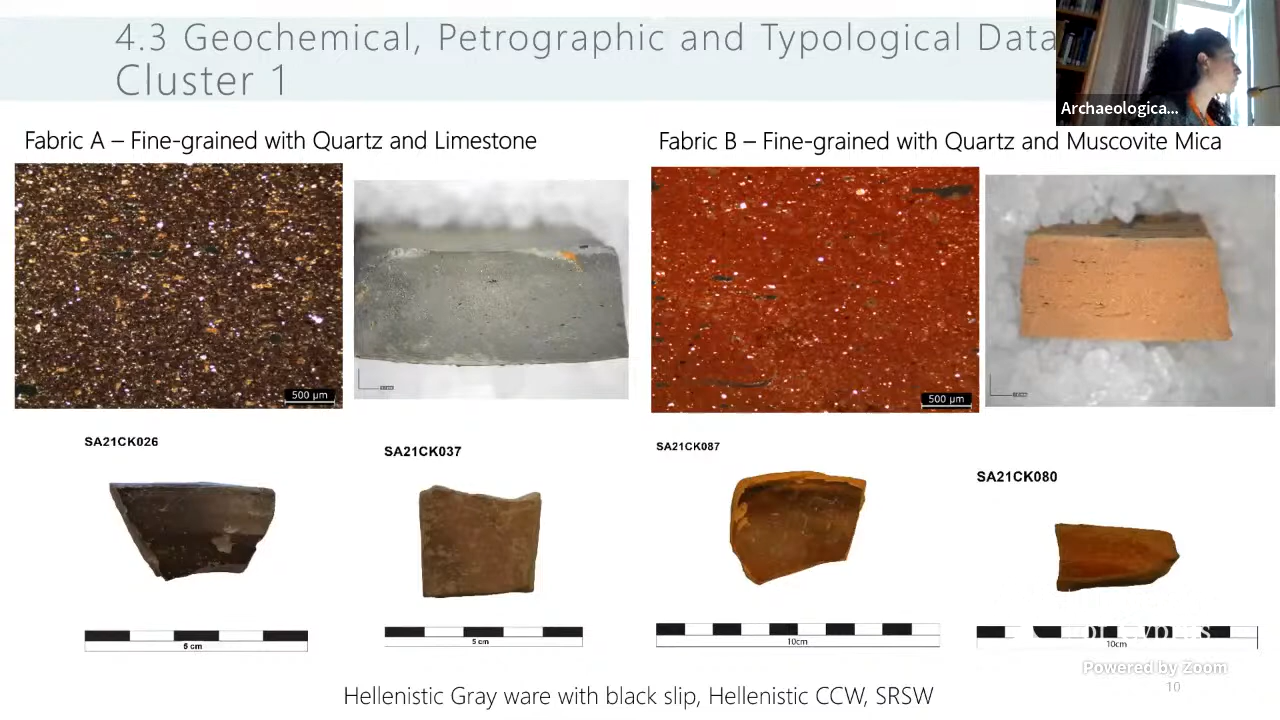 4.3 Geochemical, Petrographic and Typological Data
Cluster 1
Archaeologica...
Fabric A – Fine-grained with Quartz and Limestone
Fabric B – Fine-grained with Quartz and Muscovite Mica
500 µm
500 µm
SA21CK026
SA21CK037
SA21CK087
SA21CK080
5 cm
5 cm
10cm
10cm
Powered by Zoom
10
Hellenistic Gray ware with black slip, Hellenistic CCW, SRSW